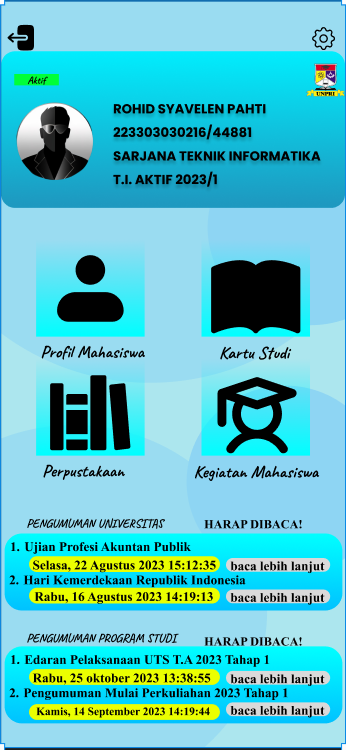 Aktif
UNPRI
ROHID SYAVELEN PAHTI
223303030216/44881
SARJANA TEKNIK INFORMATIKA
T.I. AKTIF 2023/1
Profil Mahasiswa
Kartu Studi
Perpustakaan
Kegiatan Mahasiswa
PENGUMUMAN UNIVERSITAS HARAP DIBACA!
1. Ujian Profesi Akuntan Publik
Selasa, 22 Agustus 2023 15:12:35 baca lebih lanjut
2. Hari Kemerdekaan Republik Indonesia
Rabu, 16 Agustus 2023 14:19:13 baca lebih lanjut
PENGUMUMAN PROGRAM STUDI HARAP DIBACA!
1. Edaran Pelaksanaan UTS T.A 2023 Tahap 1
Rabu, 25 oktober 2023 13:38:55 baca lebih lanjut
2. Pengumuman Mulai Perkuliahan 2023 Tahap 1
Kamis, 14 September 2023 14:19:44 baca lebih lanjut